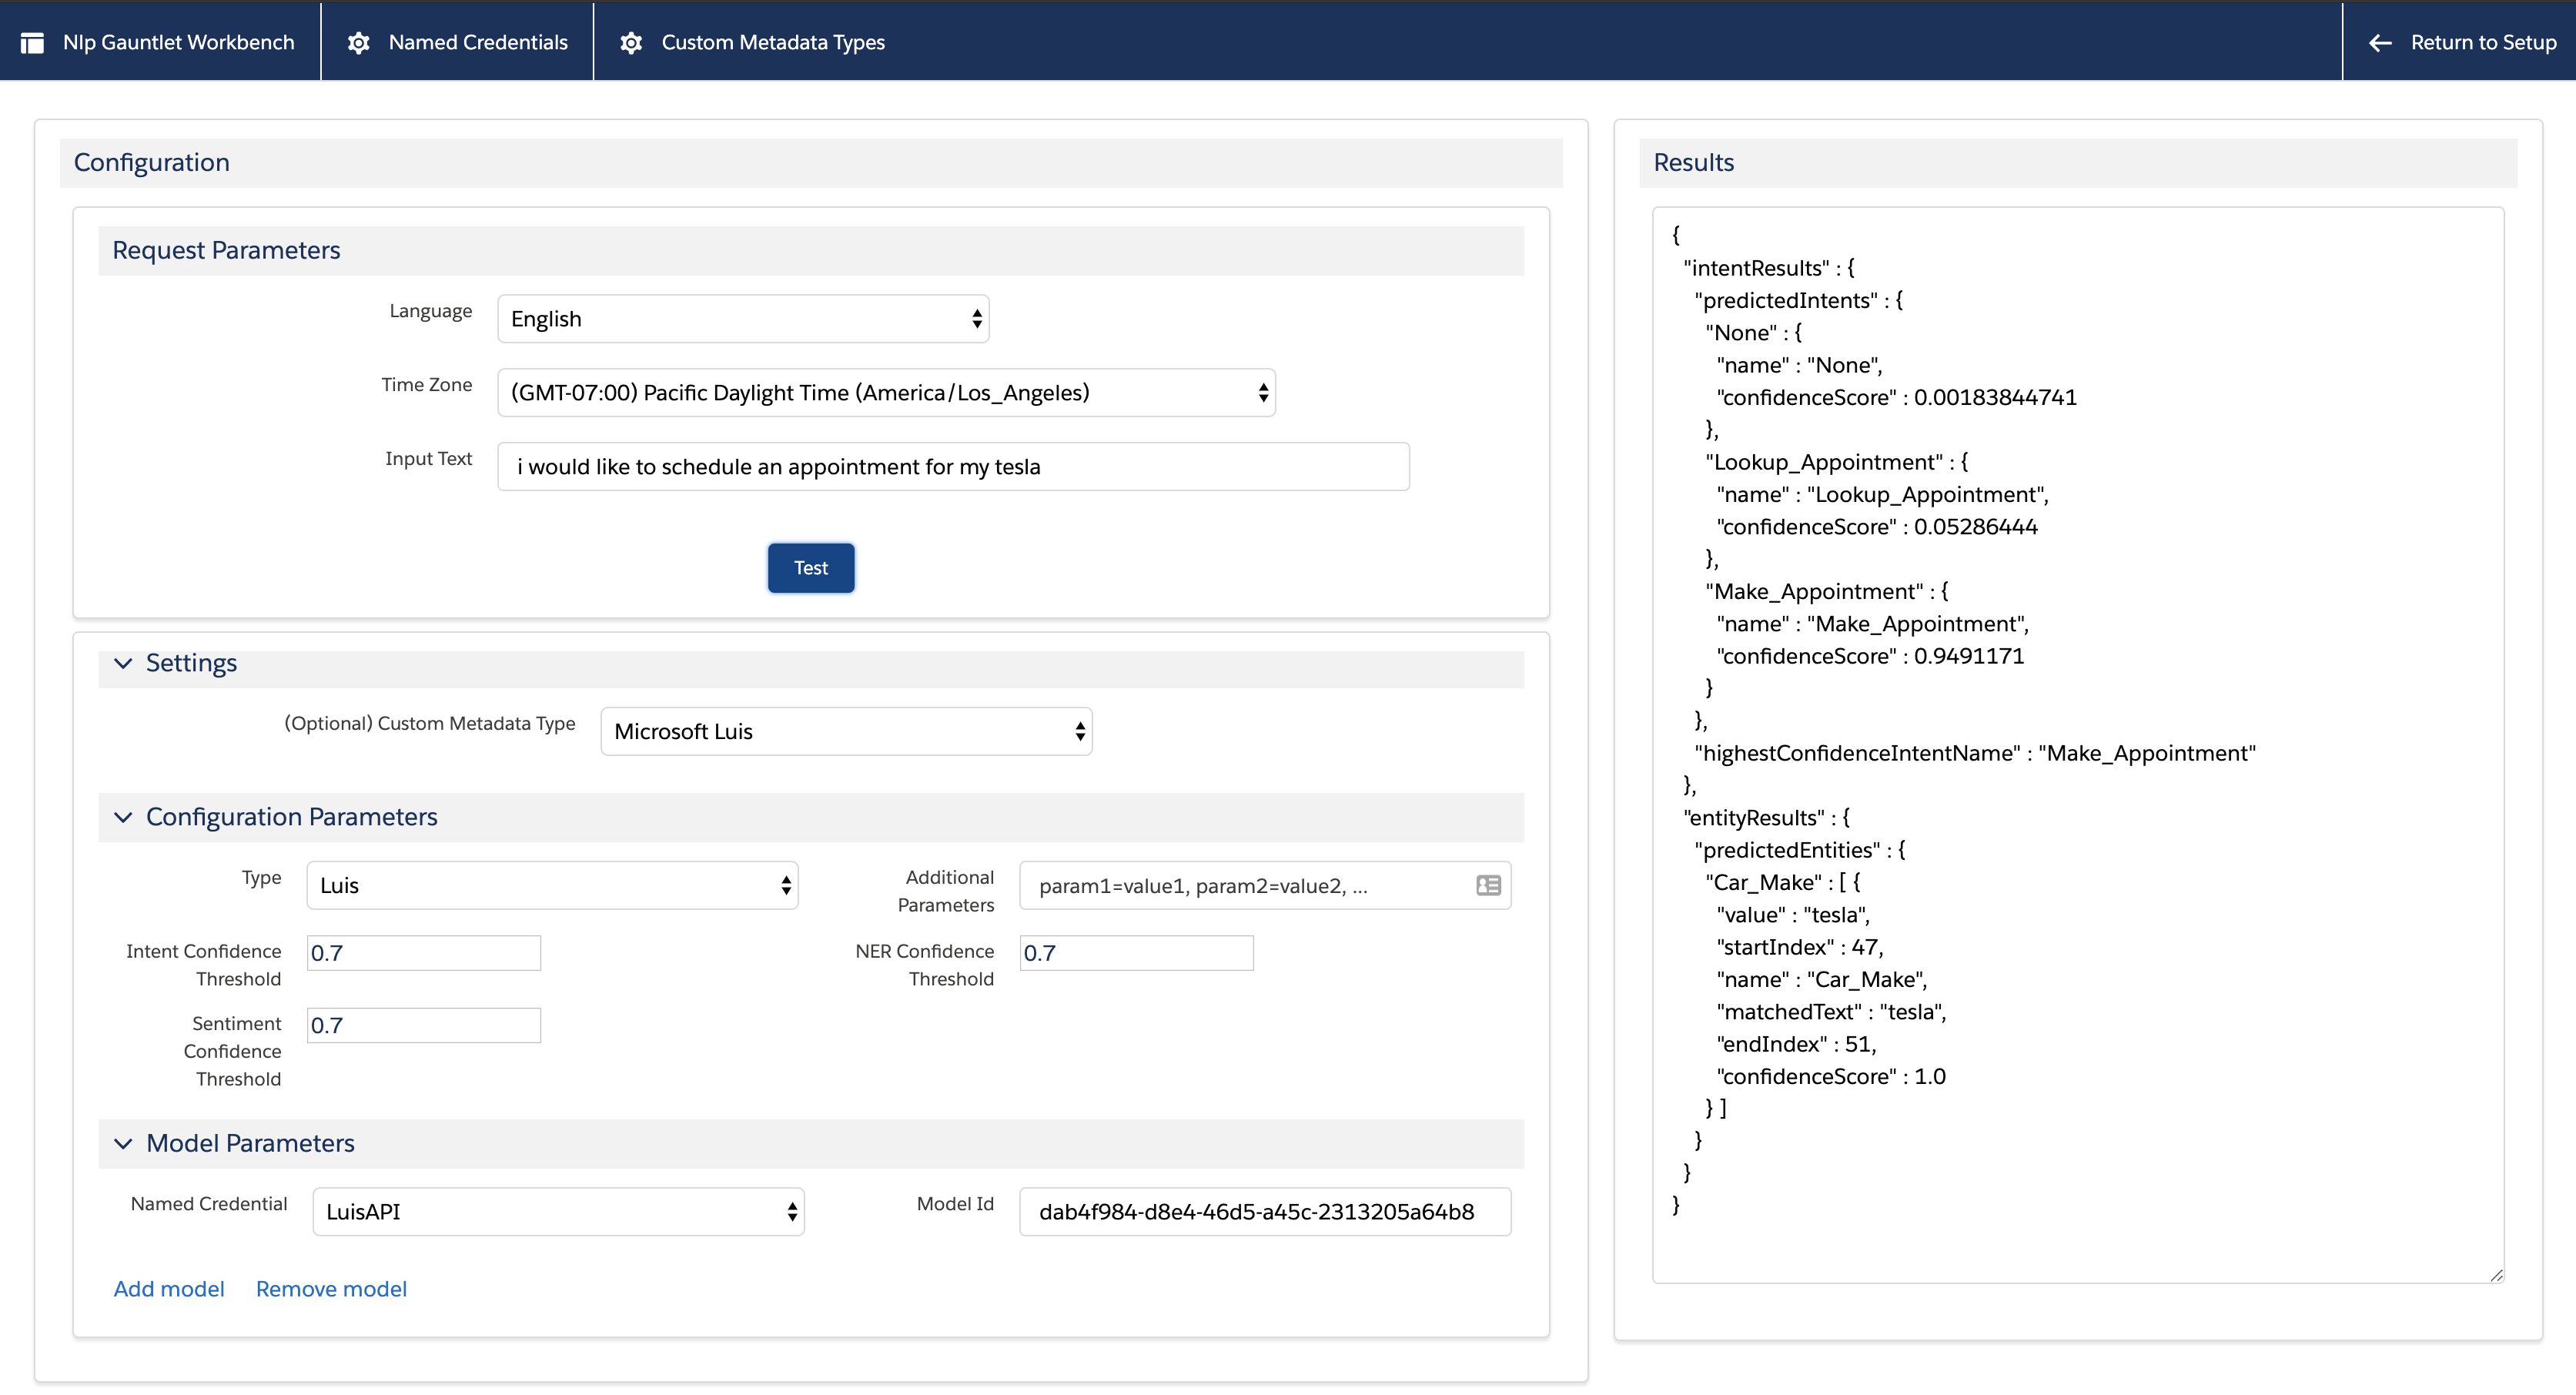 Nlp Gauntlet Workbench
Named Credentials
Custom Metadata Types
Return to Setup
Configuration
Request Parameters
Language
English
Time Zone
(GMT-07:00) Pacific Daylight Time (America/Los_Angeles)
Input Text
i would like to schedule an appointment for my tesla
Test
Settings
(Optional) Custom Metadata Type
Microsoft Luis
Configuration Parameters
Type
Luis
Additional
Parameters
param1=value1, param2=value2, ...
Intent Confidence
Threshold
0.7
NER Confidence
Threshold
0.7
Sentiment
Confidence
Threshold
0.7
Model Parameters
Named Credential
LuisAPI
Model Id
dab4f984-d8e4-46d5-a45c-2313205a64b8
Add model
Remove model
Results
{
"intentResults" : {
"predictedIntents" : {
"None" : {
"name" : "None",
"confidenceScore" : 0.00183844741
},
"Lookup_Appointment" : {
"name" : "Lookup_Appointment",
"confidenceScore" : 0.05286444
},
"Make_Appointment" : {
"name" : "Make_Appointment",
"confidenceScore" : 0.9491171
}
},
"highestConfidenceIntentName" : "Make_Appointment"
},
"entityResults" : {
"predictedEntities" : {
"Car_Make" : [ {
"value" : "tesla",
"startIndex" : 47,
"name" : "Car_Make",
"matchedText" : "tesla",
"endIndex" : 51,
"confidenceScore" : 1.0
} ]
}
}
}